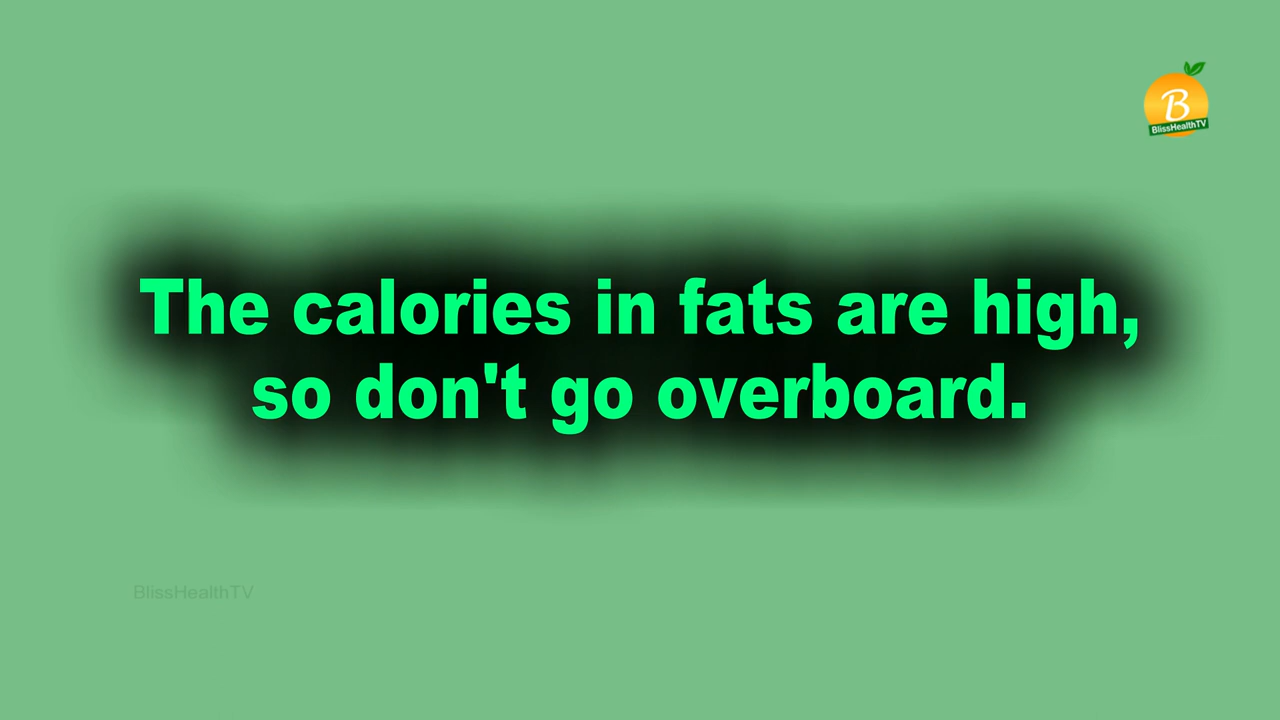 B
BlissHealthTV
The calories in fats are high,
so don't go overboard.
BlissHealthTV